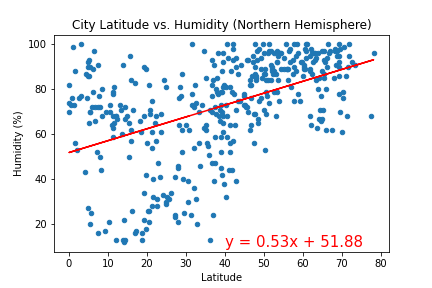 City Latitude vs. Humidity (Northern Hemisphere)
100
80
60
40
20
Humidity (%)
y = 0.53x + 51.88
0 10 20 30 40 50 60 70 80
Latitude